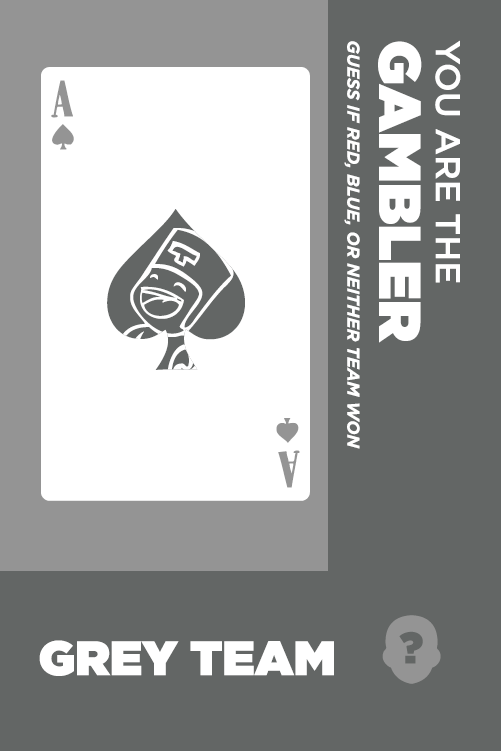 YOU ARE THE
GAMBLER
GUESS IF RED, BLUE, OR NEITHER TEAM WON
A
T
A
GREY TEAM
?